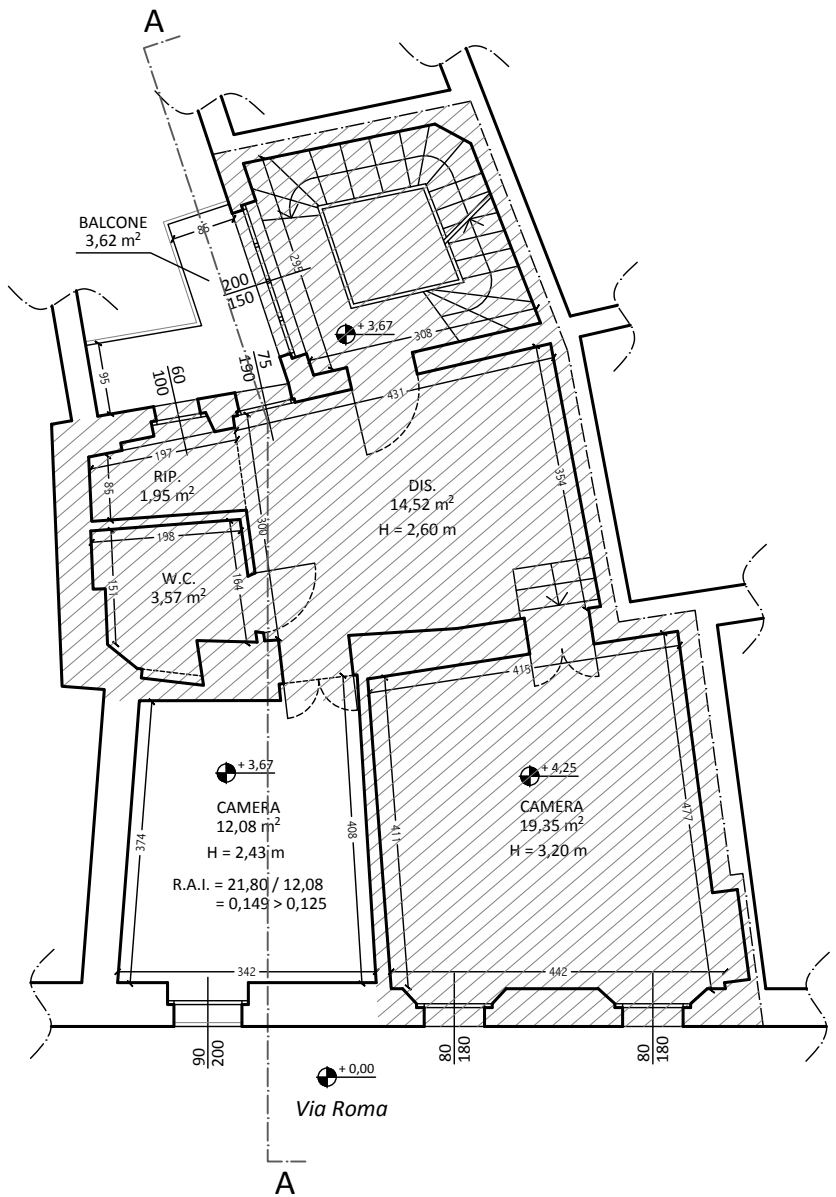 A
BALCONE
3,62 m²
89
200
150
295
+ 3,67
308
95
60
100
75
190
431
197
RIP.
1,95 m²
85
DIS.
14,52 m²
H = 2,60 m
354
300
198
W.C.
3,57 m²
151
164
415
+ 3,67
+ 4,25
CAMERA
12,08 m²
H = 2,43 m
R.A.I. = 21,80 / 12,08
= 0,149 > 0,125
374
408
CAMERA
19,35 m²
H = 3,20 m
411
477
342
442
90
200
80
180
80
180
+ 0,00
Via Roma
A